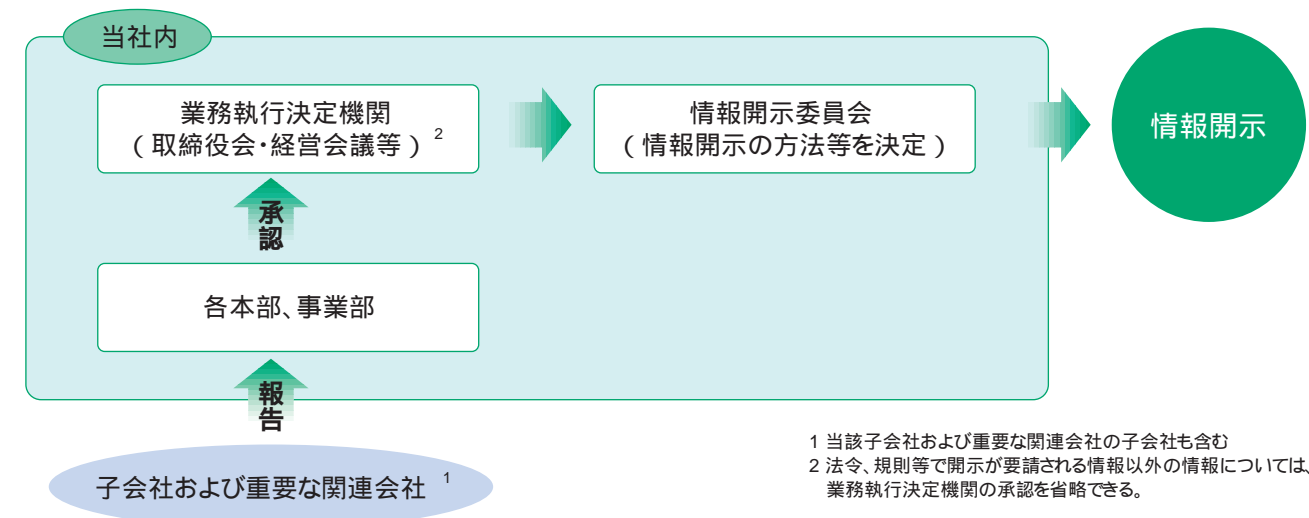 当社内
業務執行決定機関
(取締役会・経営会議等) 2
情報開示委員会
(情報開示の方法等を決定)
情報開示
承認
各本部、事業部
報告
子会社および重要な関連会社 1
1 当該子会社および重要な関連会社の子会社も含む
2 法令、規則等で開示が要請される情報以外の情報については、
業務執行決定機関の承認を省略できる。